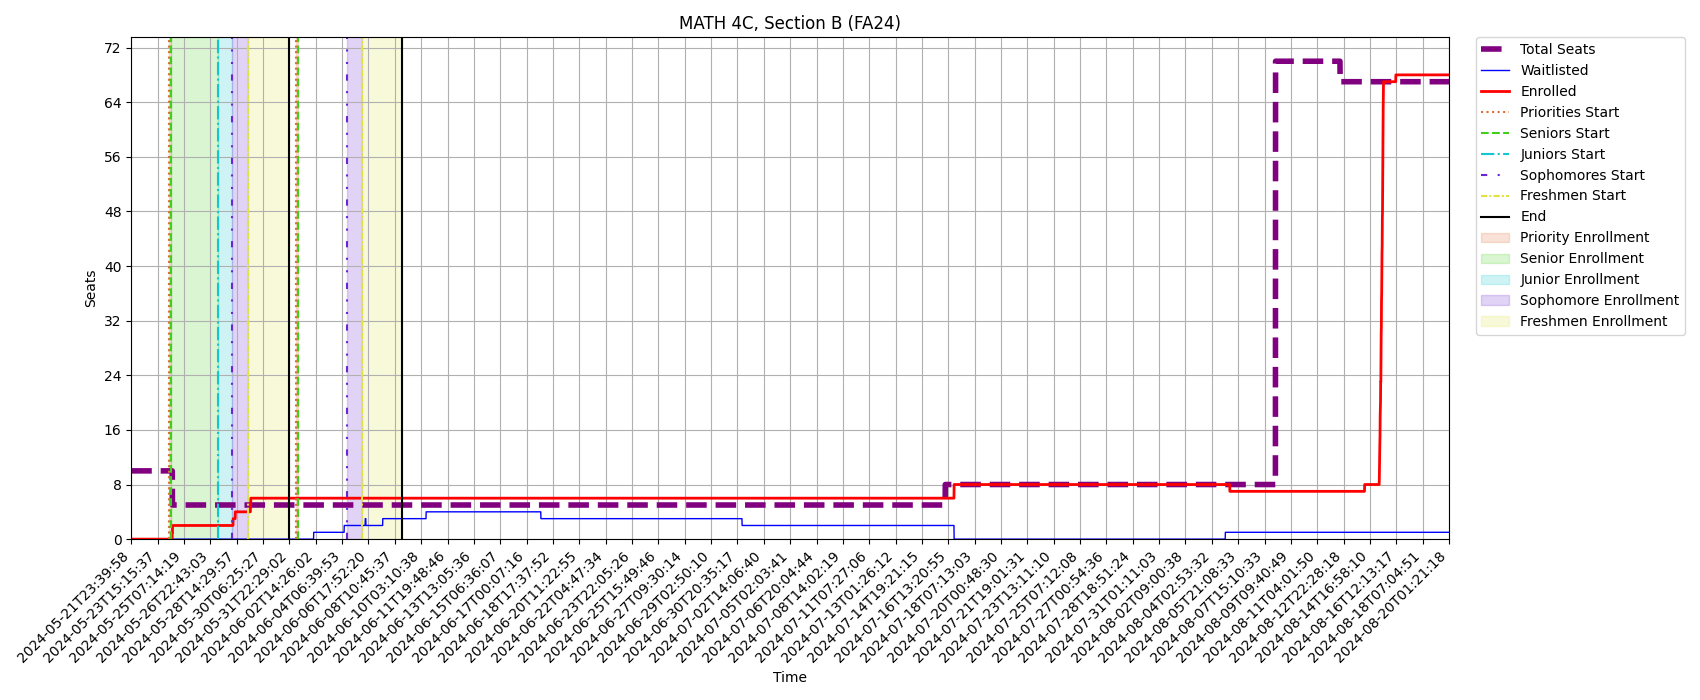 MATH 4C, Section B (FA24)
Seats
72
64
56
48
40
32
24
16
8
0
2024-05-21T23:39:58
2024-05-23T15:15:37
2024-05-25T07:14:19
2024-05-26T22:43:03
2024-05-28T14:29:57
2024-05-30T06:25:27
2024-05-31T22:29:02
2024-06-02T14:26:02
2024-06-04T06:39:53
2024-06-06T17:52:20
2024-06-08T10:45:37
2024-06-10T03:10:38
2024-06-11T19:48:46
2024-06-13T13:05:36
2024-06-15T06:36:07
2024-06-17T00:07:16
2024-06-18T17:37:52
2024-06-20T11:22:55
2024-06-22T04:47:34
2024-06-23T22:05:26
2024-06-25T15:49:46
2024-06-27T09:30:14
2024-06-29T02:50:10
2024-06-30T20:35:17
2024-07-02T14:06:40
2024-07-05T02:03:41
2024-07-06T20:04:44
2024-07-08T14:02:19
2024-07-11T07:27:06
2024-07-13T01:26:12
2024-07-14T19:21:15
2024-07-16T13:20:55
2024-07-18T07:13:03
2024-07-20T00:48:30
2024-07-21T19:01:31
2024-07-23T13:11:10
2024-07-25T07:12:08
2024-07-27T00:54:36
2024-07-28T18:51:24
2024-07-31T01:11:03
2024-08-02T09:00:38
2024-08-04T02:53:32
2024-08-05T21:08:33
2024-08-07T15:10:33
2024-08-09T09:40:49
2024-08-11T04:01:50
2024-08-12T22:28:18
2024-08-14T16:58:10
2024-08-16T12:13:17
2024-08-18T07:04:51
2024-08-20T01:21:18
Time
Total Seats
Waitlisted
Enrolled
Priorities Start
Seniors Start
Juniors Start
Sophomores Start
Freshmen Start
End
Priority Enrollment
Senior Enrollment
Junior Enrollment
Sophomore Enrollment
Freshmen Enrollment